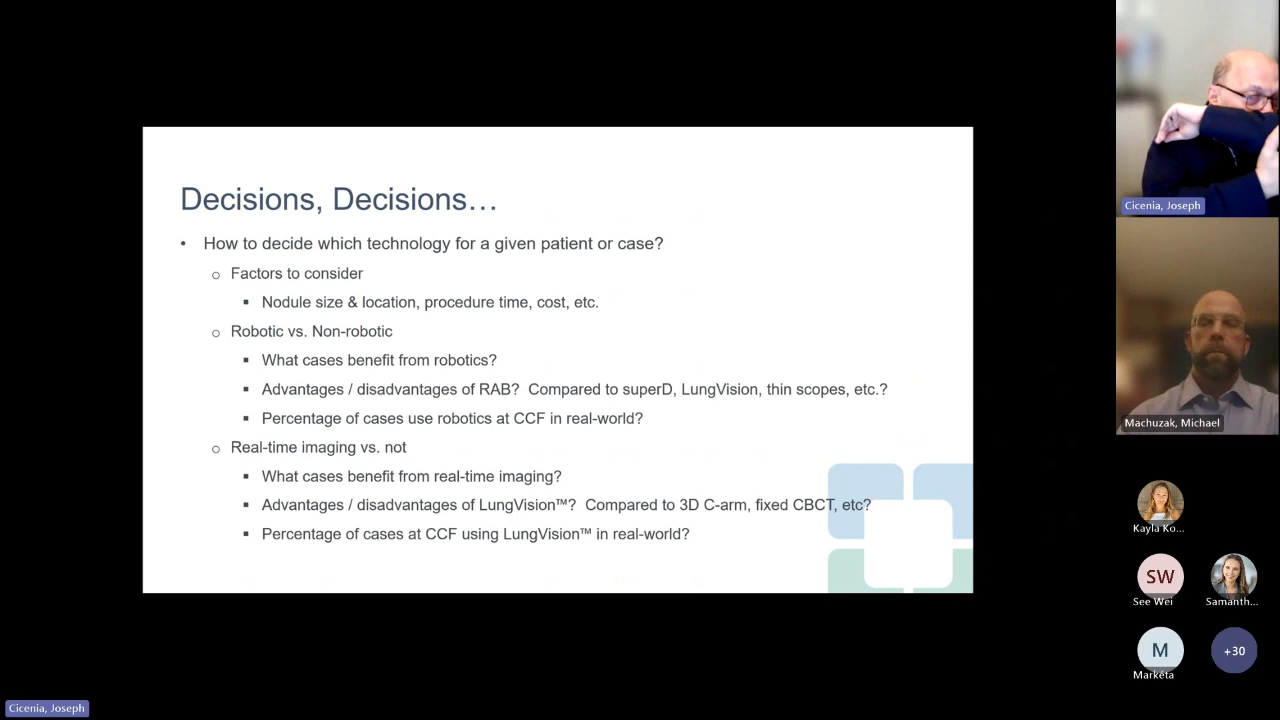 Decisions, Decisions…
• How to decide which technology for a given patient or case?
o Factors to consider
▪ Nodule size & location, procedure time, cost, etc.
o Robotic vs. Non-robotic
▪ What cases benefit from robotics?
▪ Advantages / disadvantages of RAB? Compared to superD, LungVision, thin scopes, etc.?
▪ Percentage of cases use robotics at CCF in real-world?
o Real-time imaging vs. not
▪ What cases benefit from real-time imaging?
▪ Advantages / disadvantages of LungVision™? Compared to 3D C-arm, fixed CBCT, etc?
▪ Percentage of cases at CCF using LungVision™ in real-world?
Cicenia, Joseph
Machuzak, Michael
Kayla Ko...
SW
See Wei
Samanth...
M
Markéta
+30
Cicenia, Joseph